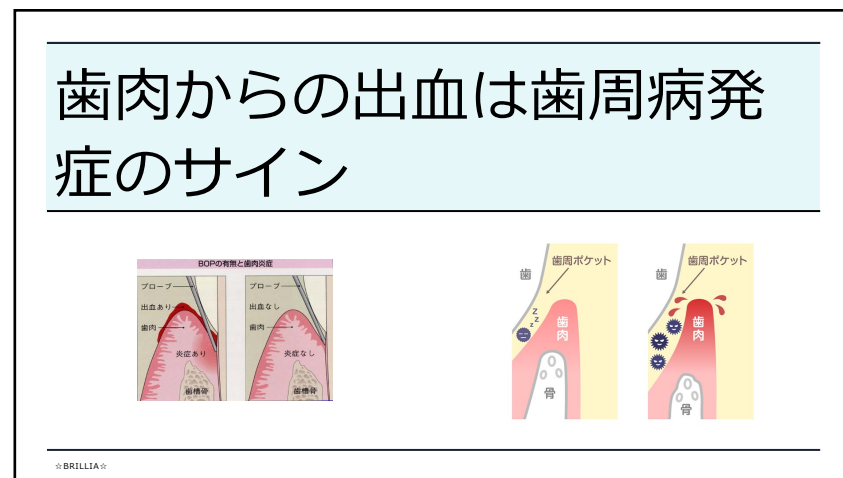 歯肉からの出血は歯周病発
症のサイン
BOPの有無と歯肉炎症
プローブ
出血あり
歯肉
炎症あり
歯槽骨
プローブ
出血なし
歯肉
炎症なし
歯槽骨
歯周ポケット
歯
z
z
z
歯肉
骨
歯周ポケット
歯
歯肉
骨
☆BRILLIA☆